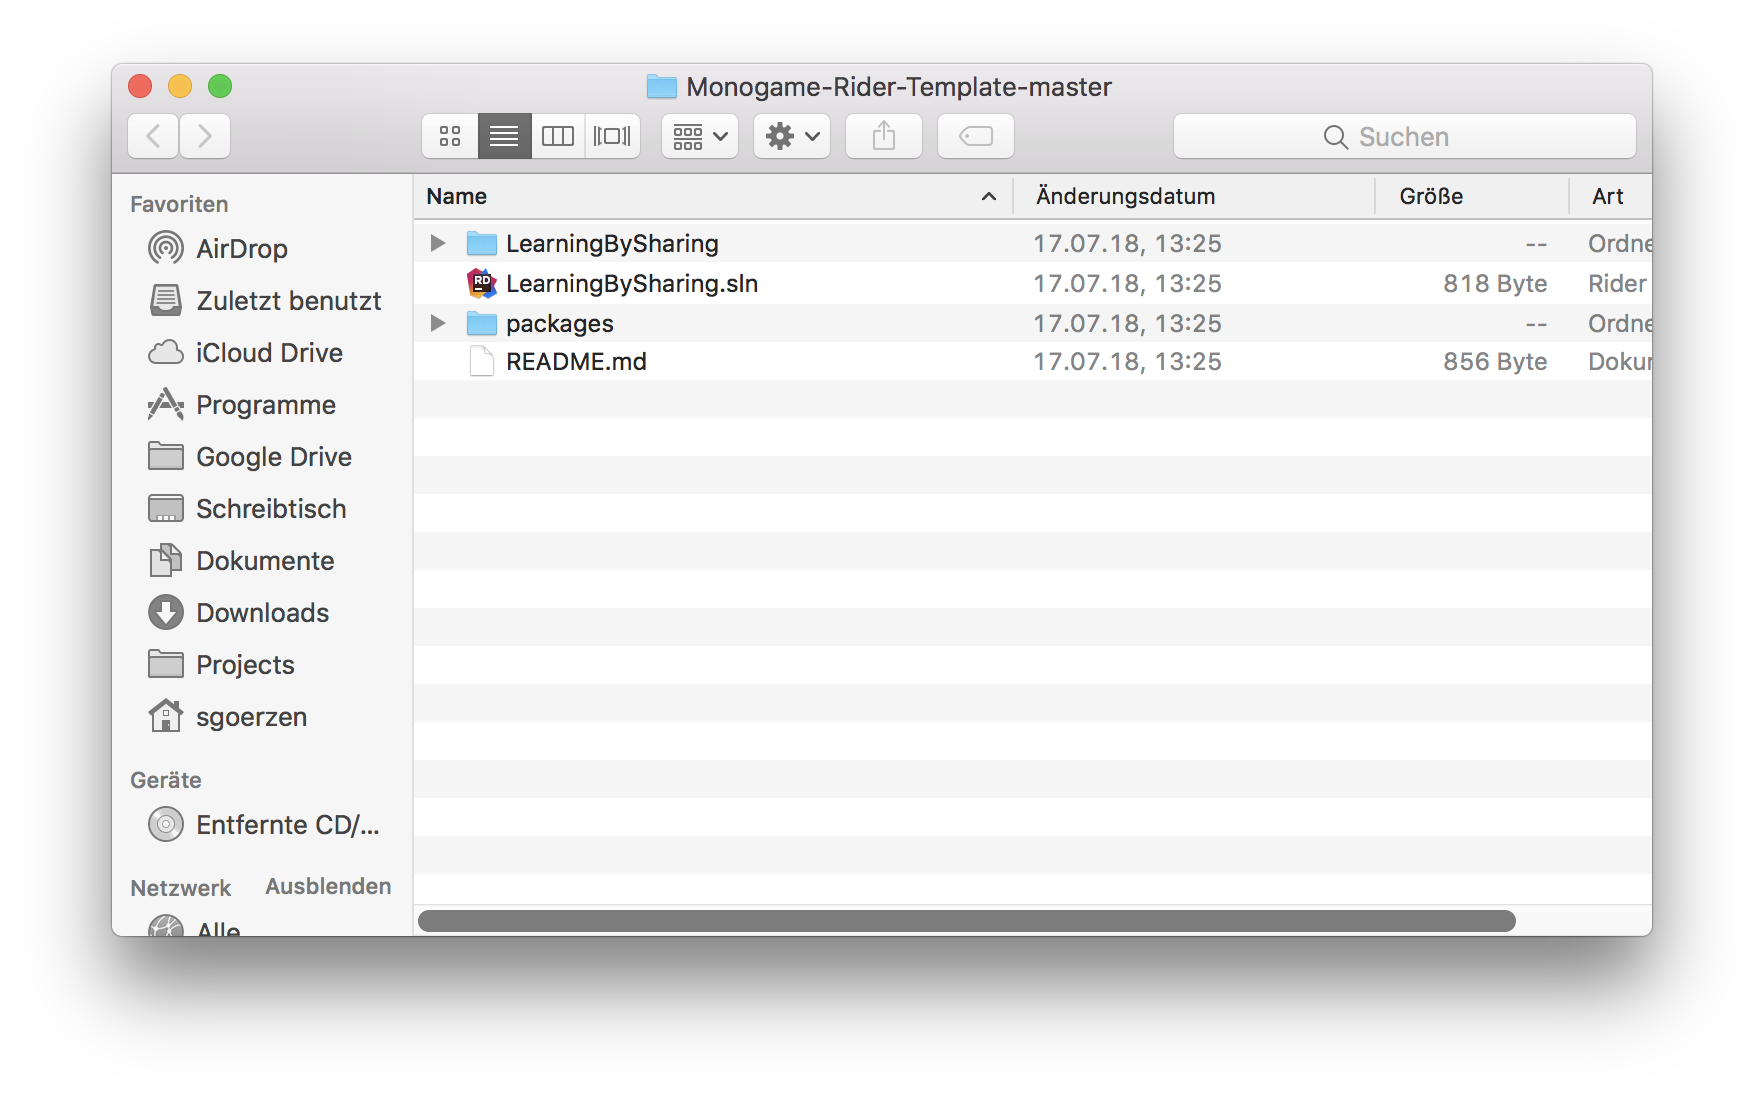 Monogame-Rider-Template-master
Suchen
Favoriten
AirDrop
Zuletzt benutzt
iCloud Drive
Programme
Google Drive
Schreibtisch
Dokumente
Downloads
Projects
sgoerzen
Geräte
Entfernte CD/...
Netzwerk Ausblenden
Alle
Name Änderungsdatum Größe Art
LearningBySharing 17.07.18, 13:25 -- Ordne
RD LearningBySharing.sln 17.07.18, 13:25 818 Byte Rider
packages 17.07.18, 13:25 -- Ordne
README.md 17.07.18, 13:25 856 Byte Dokur